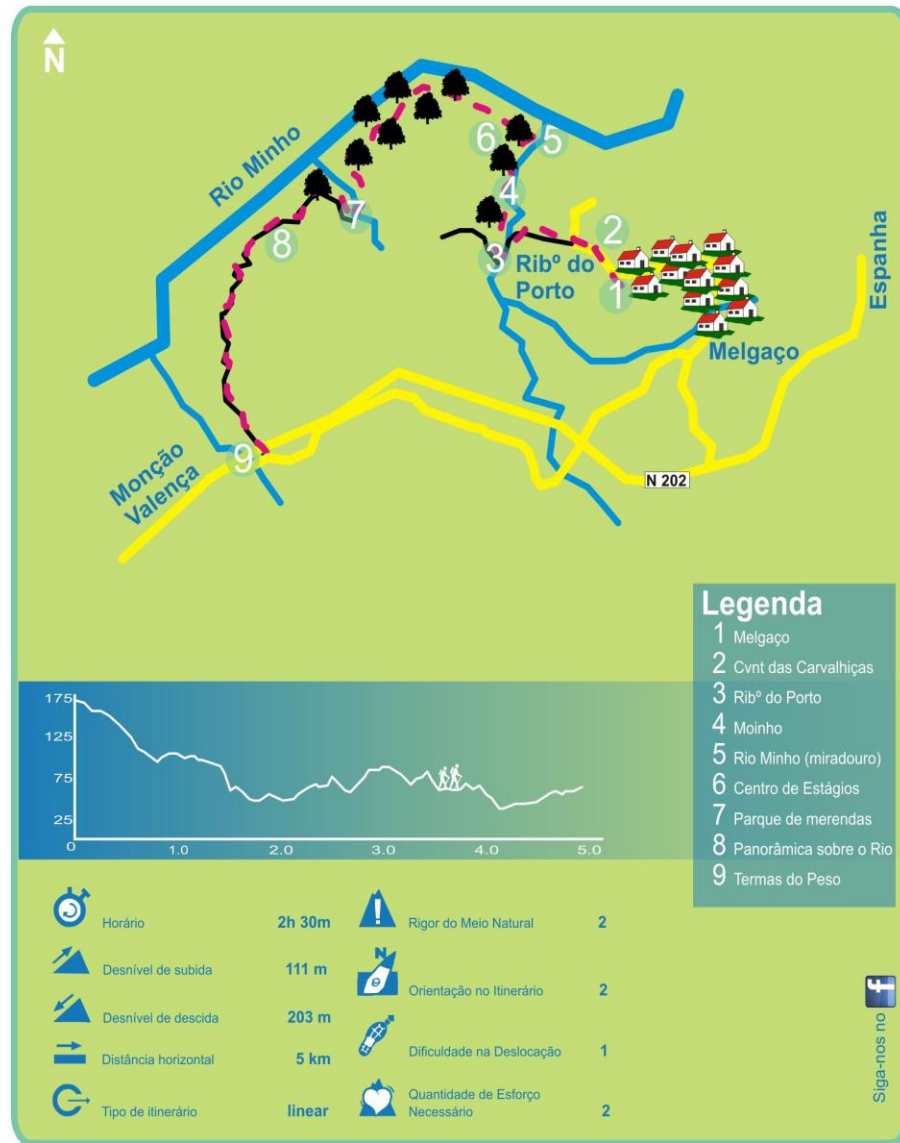 N
Rio Minho
6
5
4
7
8
2
3
Ribº do
Porto
1
Espanha
Melgaço
9
Monção
Valença
N 202
Legenda
1 Melgaço
2 Cvnt das Carvalhiças
3 Ribº do Porto
4 Moinho
5 Rio Minho (miradouro)
6 Centro de Estágios
7 Parque de merendas
8 Panorâmica sobre o Rio
9 Termas do Peso
175
125
75
25
0 1.0 2.0 3.0 4.0 5.0
Horário 2h 30m
Desnível de subida 111 m
Desnível de descida 203 m
Distância horizontal 5 km
Tipo de itinerário linear
Rigor do Meio Natural 2
N
Orientação no Itinerário 2
Dificuldade na Deslocação 1
Quantidade de Esforço
Necessário 2
Siga-nos no f